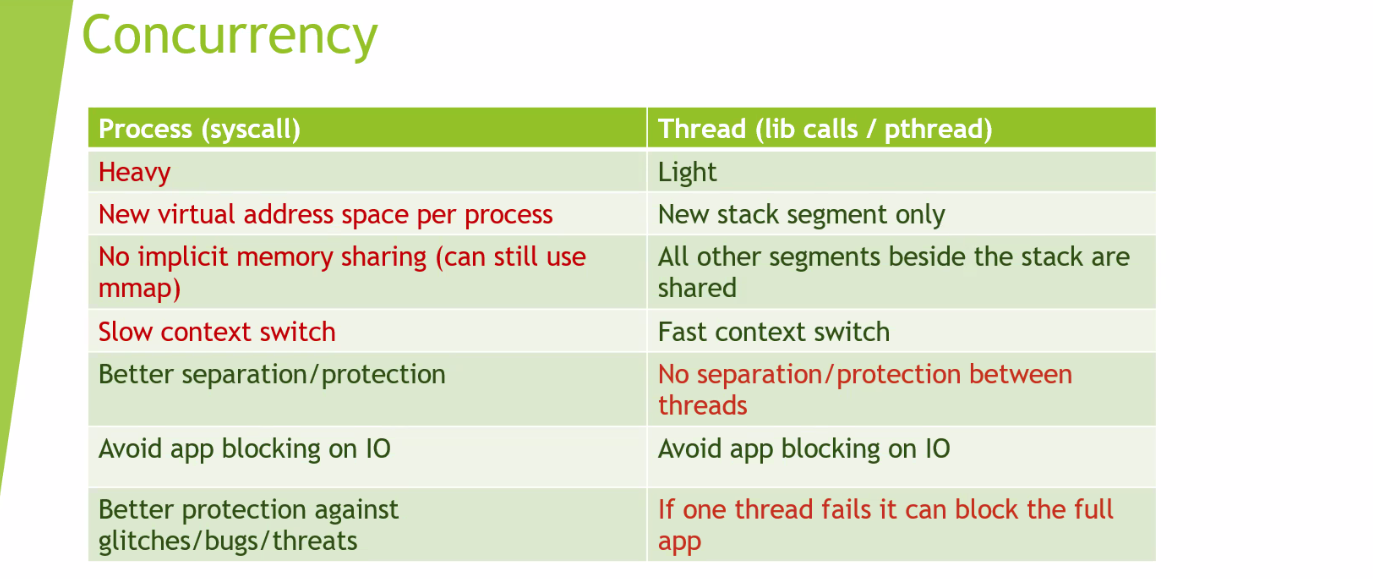 Concurrency
Process (syscall)
Thread (lib calls / pthread)
Heavy
Light
New virtual address space per process
New stack segment only
No implicit memory sharing (can still use
mmap)
All other segments beside the stack are
shared
Slow context switch
Fast context switch
Better separation/protection
No separation/protection between
threads
Avoid app blocking on IO
Avoid app blocking on IO
Better protection against
glitches/bugs/threats
If one thread fails it can block the full
app